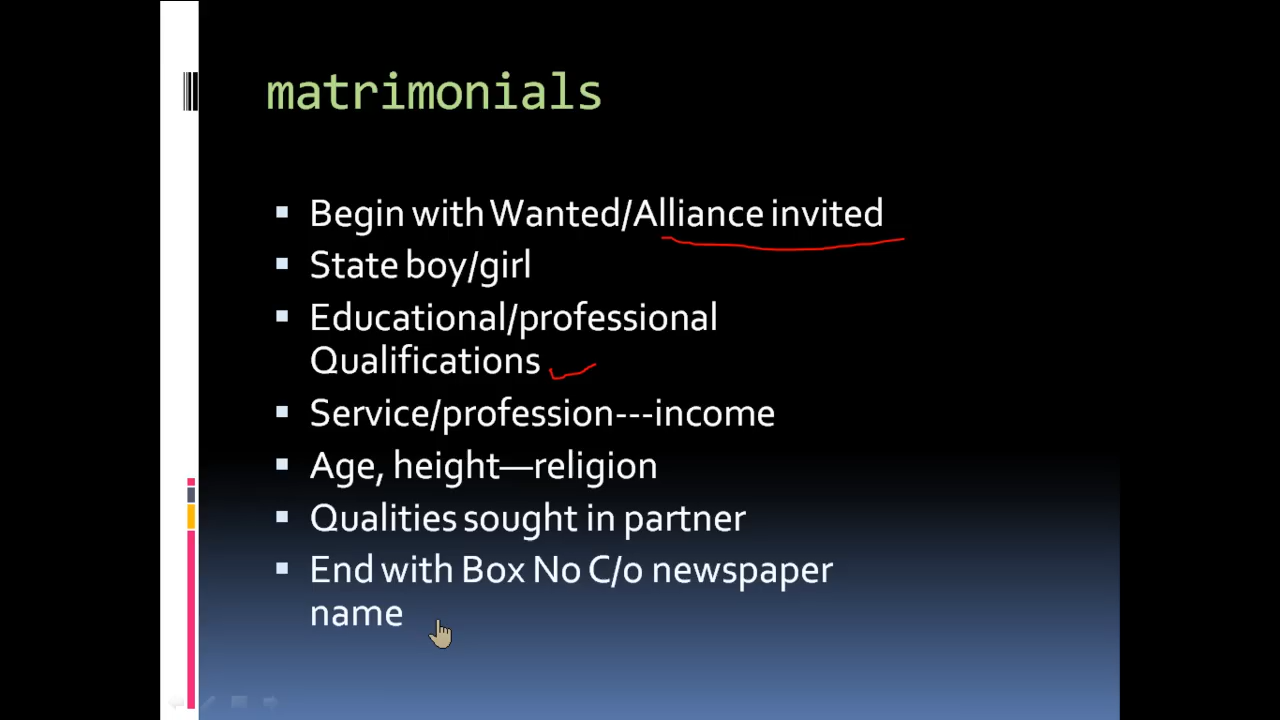 matrimonials
Begin with Wanted/Alliance invited
State boy/girl
Educational/professional
Qualifications
Service/profession---income
Age, height—religion
Qualities sought in partner
End with Box No C/o newspaper
name